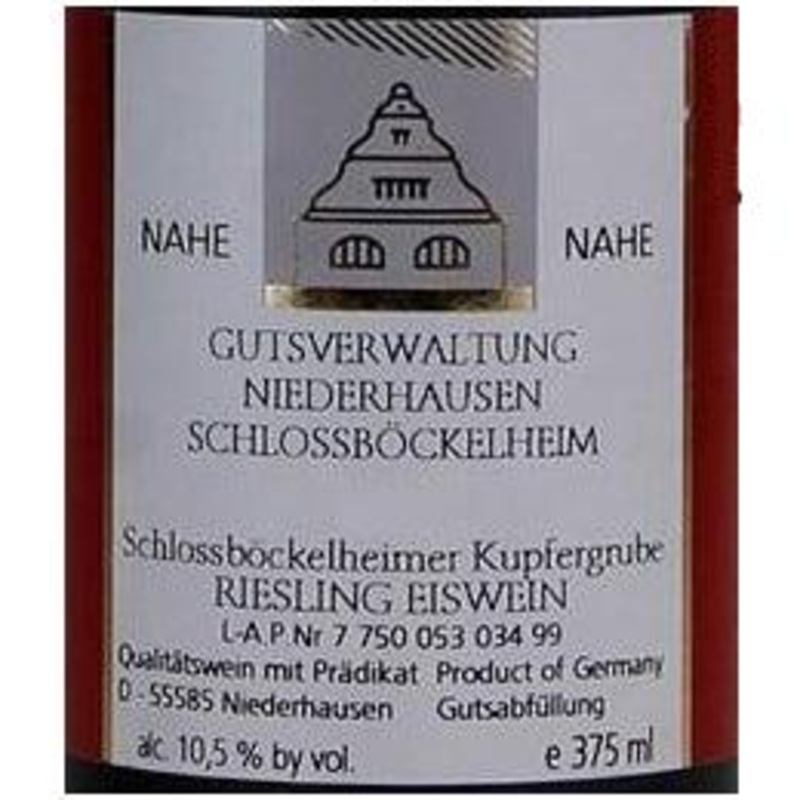 NAHE NAHE
GUTSVERWALTUNG
NIEDERHAUSEN
SCHLOSSBÖCKELHEIM
Schlossböckelheimer Kupfergrube
RIESLING EISWEIN
L-A.P.Nr 7 750 053 034 99
Qualitätswein mit Prädikat Product of Germany
D - 55585 Niederhausen Gutsabfüllung
alc. 10,5 % by vol. e 375 ml